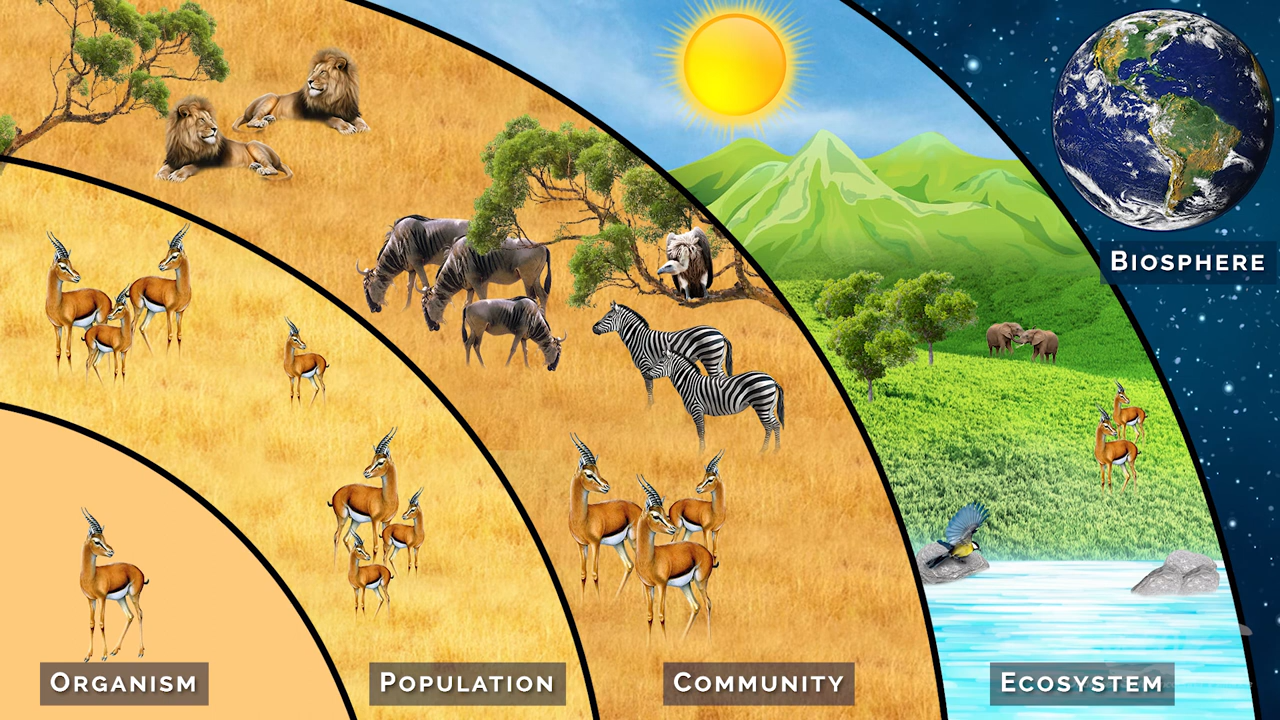 BIOSPHERE
ORGANISM
POPULATION
COMMUNITY
ECOSYSTEM